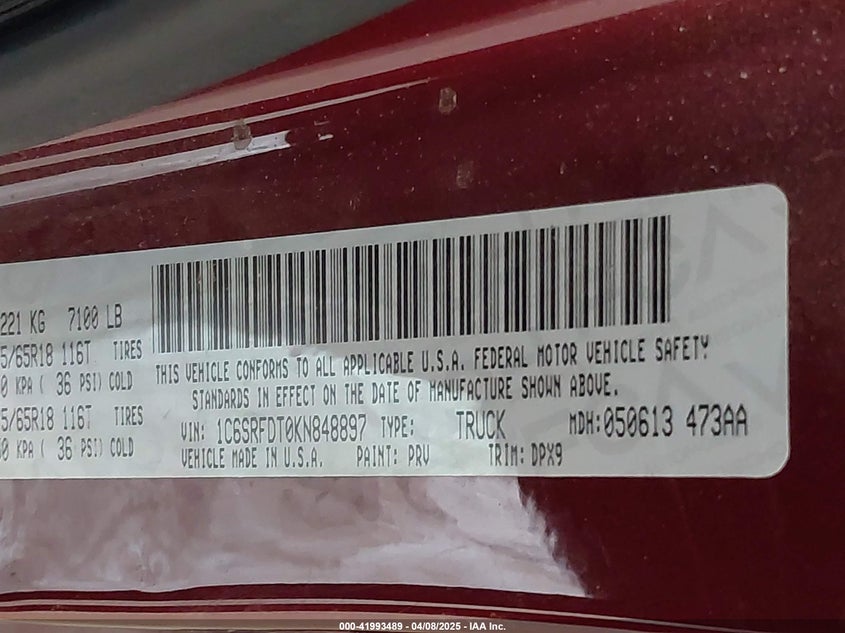 221 KG 7100 LB
5/65R18 116T TIRES
0 KPA ( 36 PSI) COLD
5/65R18 116T TIRES
0 KPA ( 36 PSI) COLD
THIS VEHICLE CONFORMS TO ALL APPLICABLE U.S.A. FEDERAL MOTOR VEHICLE SAFETY
STANDARDS IN EFFECT ON THE DATE OF MANUFACTURE SHOWN ABOVE.
VIN: 1C6SRFDT0KN848897 TYPE: TRUCK MDH:050613 473AA
VEHICLE MADE IN U.S.A. PAINT: PRV TRIM: DPX9
000-41993489 - 04/08/2025 - IAA Inc.